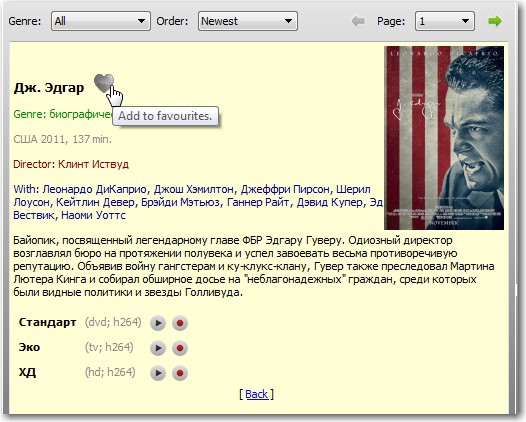 Genre: All Order: Newest Page: 1
LEONARDO DICAPRIO
Дж. Эдгар
J. Edgar
Genre: биографичес
Add to favourites.
США 2011, 137 min.
Director: Клинт Иствуд
With: Леонардо ДиКаприо, Джош Хэмилтон, Джеффри Пирсон, Шерил
Лоусон, Кейтлин Девер, Брэйди Мэтьюз, Ганнер Райт, Дэвид Купер, Эд
Вествик, Наоми Уоттс
NOVEMBER
Байопик, посвященный легендарному главе ФБР Эдгару Гуверу. Одиозный директор
возглавлял бюро на протяжении полувека и успел завоевать весьма противоречивую
репутацию. Объявив войну гангстерам и ку-клукс-клану, Гувер также преследовал Мартина
Лютера Кинга и собирал обширное досье на "неблагонадежных" граждан, среди которых
были видные политики и звезды Голливуда.
Стандарт (dvd; h264)
Эко (tv; h264)
ХД (hd; h264)
[ Back ]